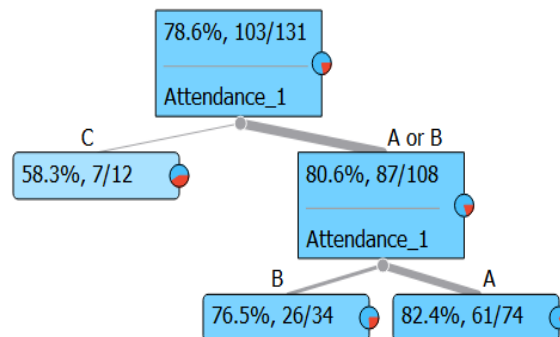 78.6%, 103/131
Attendance_1
C
A or B
58.3%, 7/12
80.6%, 87/108
Attendance_1
B
A
76.5%, 26/34
82.4%, 61/74